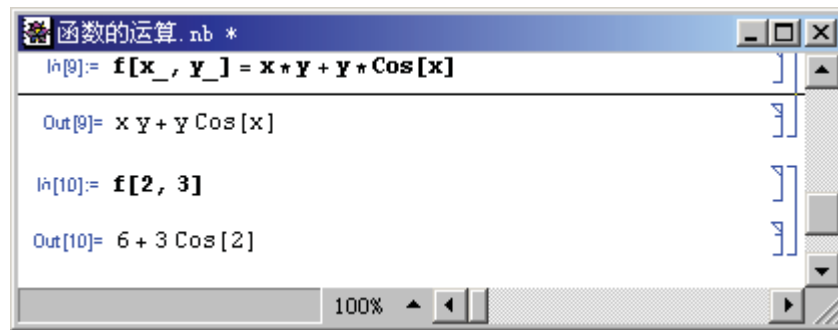 函数的运算.nb *
In[9]:= f[x_, y_] = x*y + y*Cos[x]
Out[9]= x y + y Cos[x]
In[10]:= f[2, 3]
Out[10]= 6 + 3 Cos[2]
100%